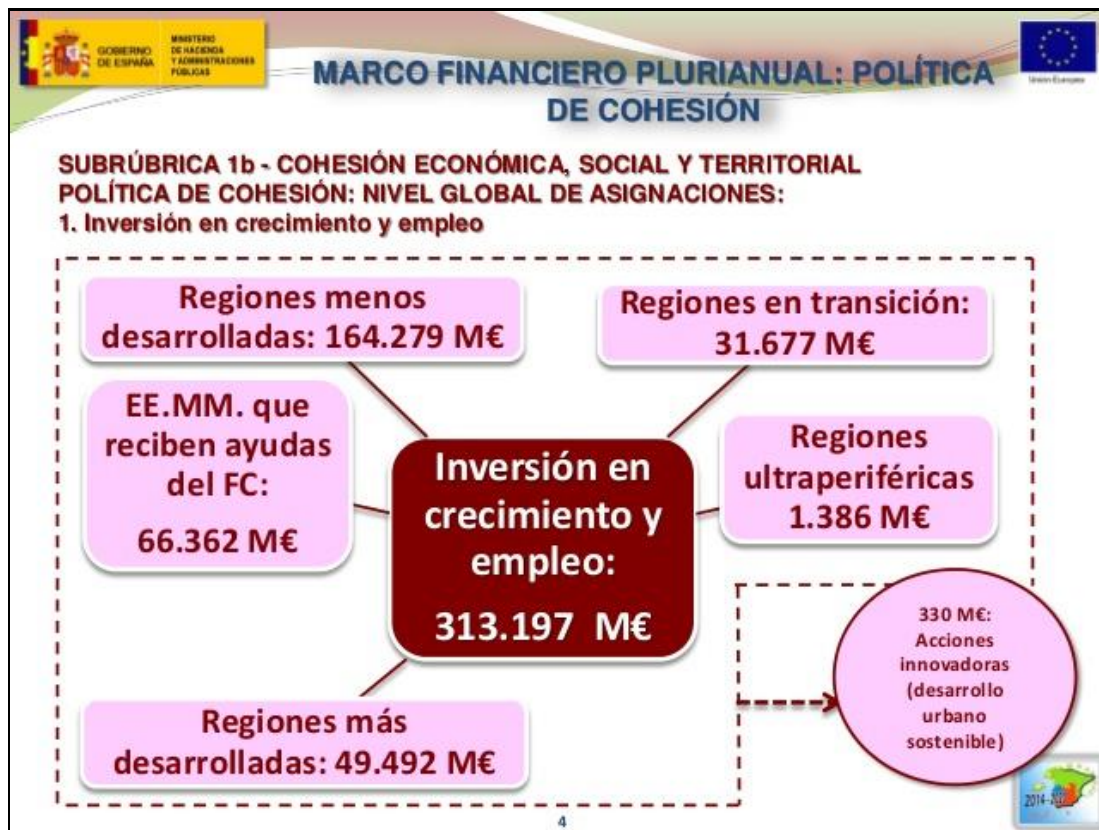 GOBIERNO
DE ESPAÑA
MINISTERIO
DE HACIENDA
Y ADMINISTRACIONES
PÚBLICAS
Unión Europea
MARCO FINANCIERO PLURIANUAL: POLÍTICA
DE COHESIÓN
SUBRÚBRICA 1b - COHESIÓN ECONÓMICA, SOCIAL Y TERRITORIAL
POLÍTICA DE COHESIÓN: NIVEL GLOBAL DE ASIGNACIONES:
1. Inversión en crecimiento y empleo
Regiones menos
desarrolladas: 164.279 M€
Regiones en transición:
31.677 M€
EE.MM. que
reciben ayudas
del FC:
66.362 M€
Inversión en
crecimiento y
empleo:
313.197 M€
Regiones
ultraperiféricas
1.386 M€
330 M€:
Acciones
innovadoras
(desarrollo
urbano
sostenible)
Regiones más
desarrolladas: 49.492 M€
4